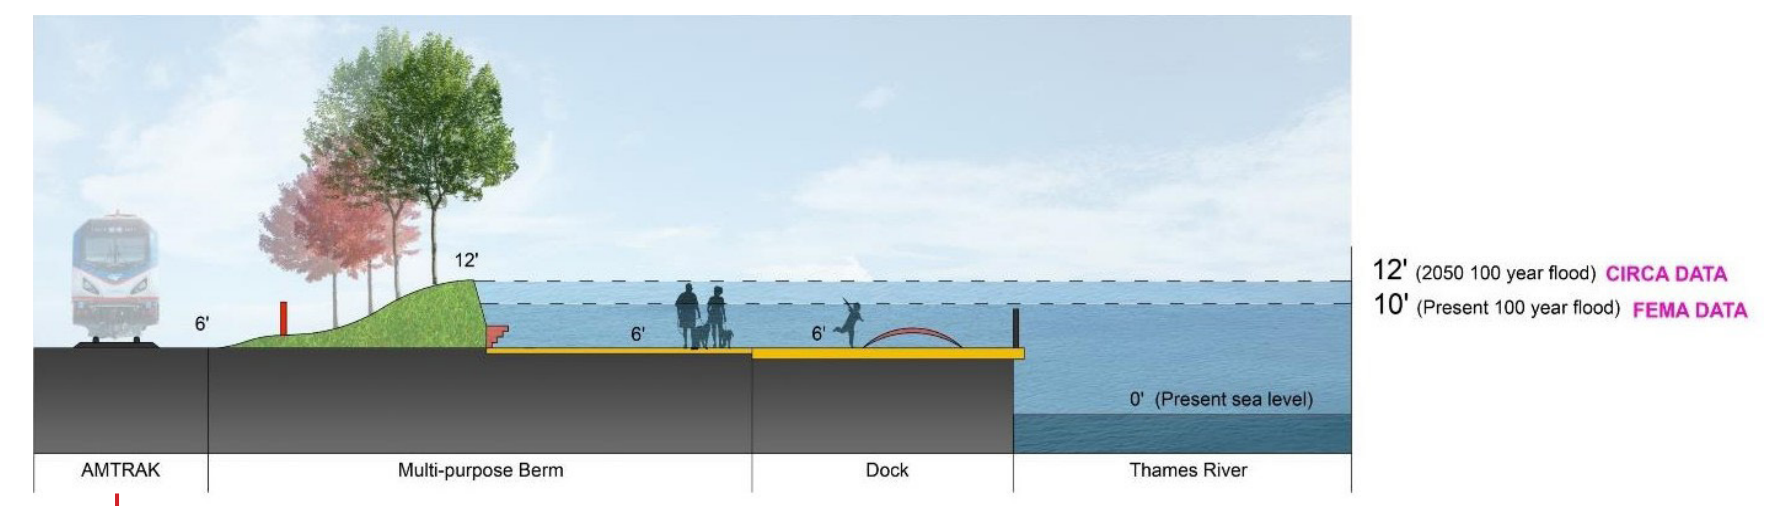 12'
6'
6'
6'
12' (2050 100 year flood) CIRCA DATA
10' (Present 100 year flood) FEMA DATA
0' (Present sea level)
AMTRAK
Multi-purpose Berm
Dock
Thames River